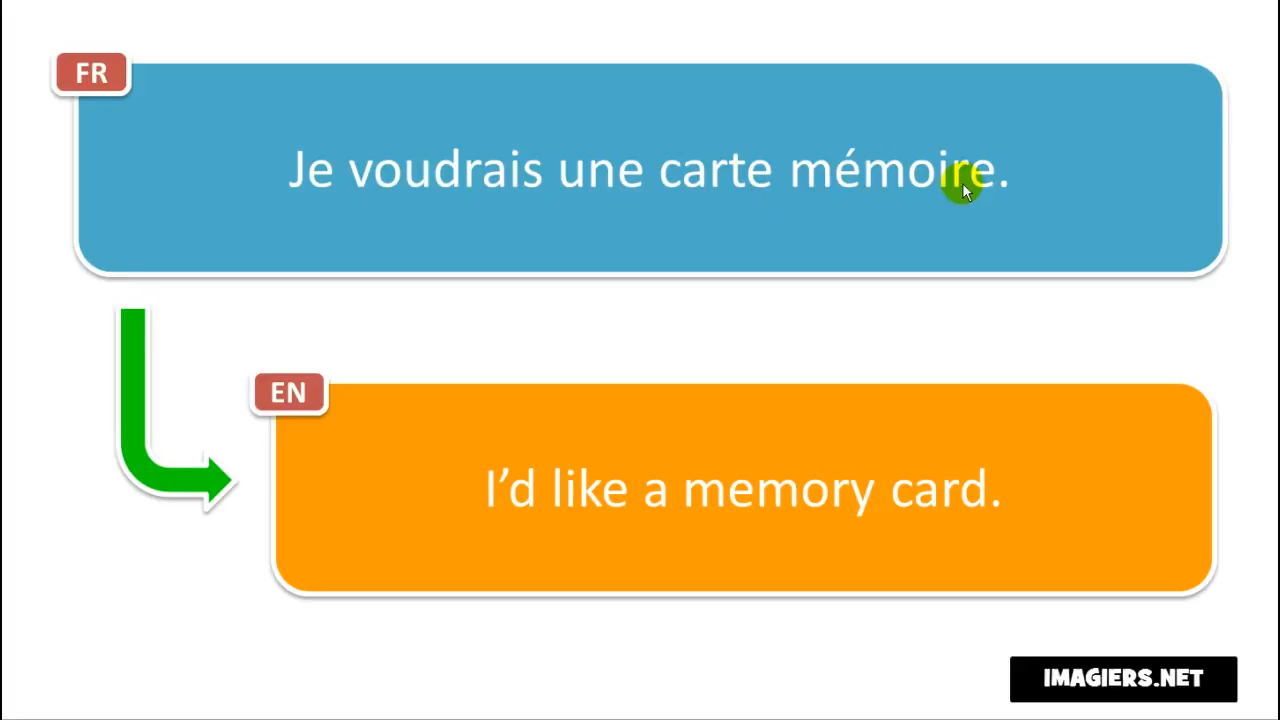 FR
Je voudrais une carte mémoire.
EN
I’d like a memory card.
IMAGIERS.NET